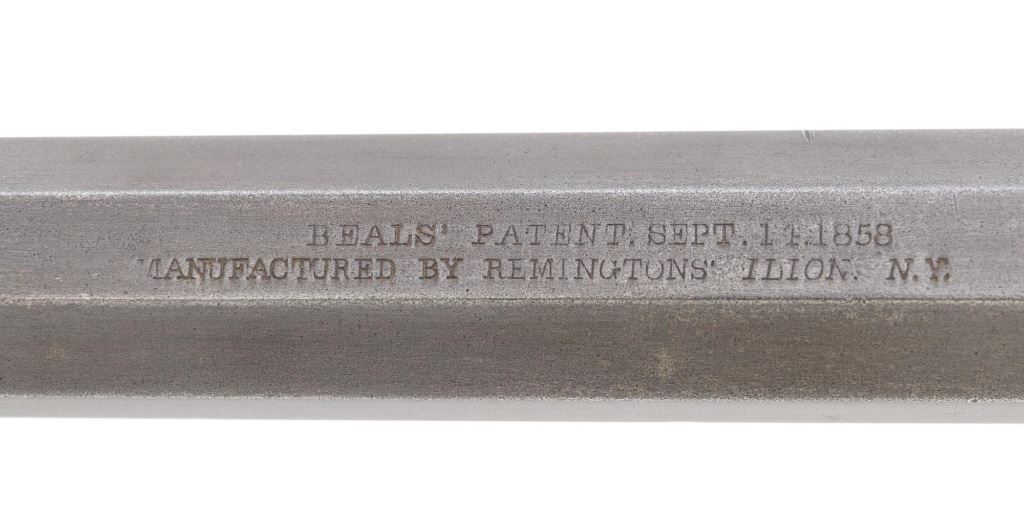 BEALS' PATENT. SEPT. 14. 1858
MANUFACTURED BY REMINGTONS' ILION. N.Y.